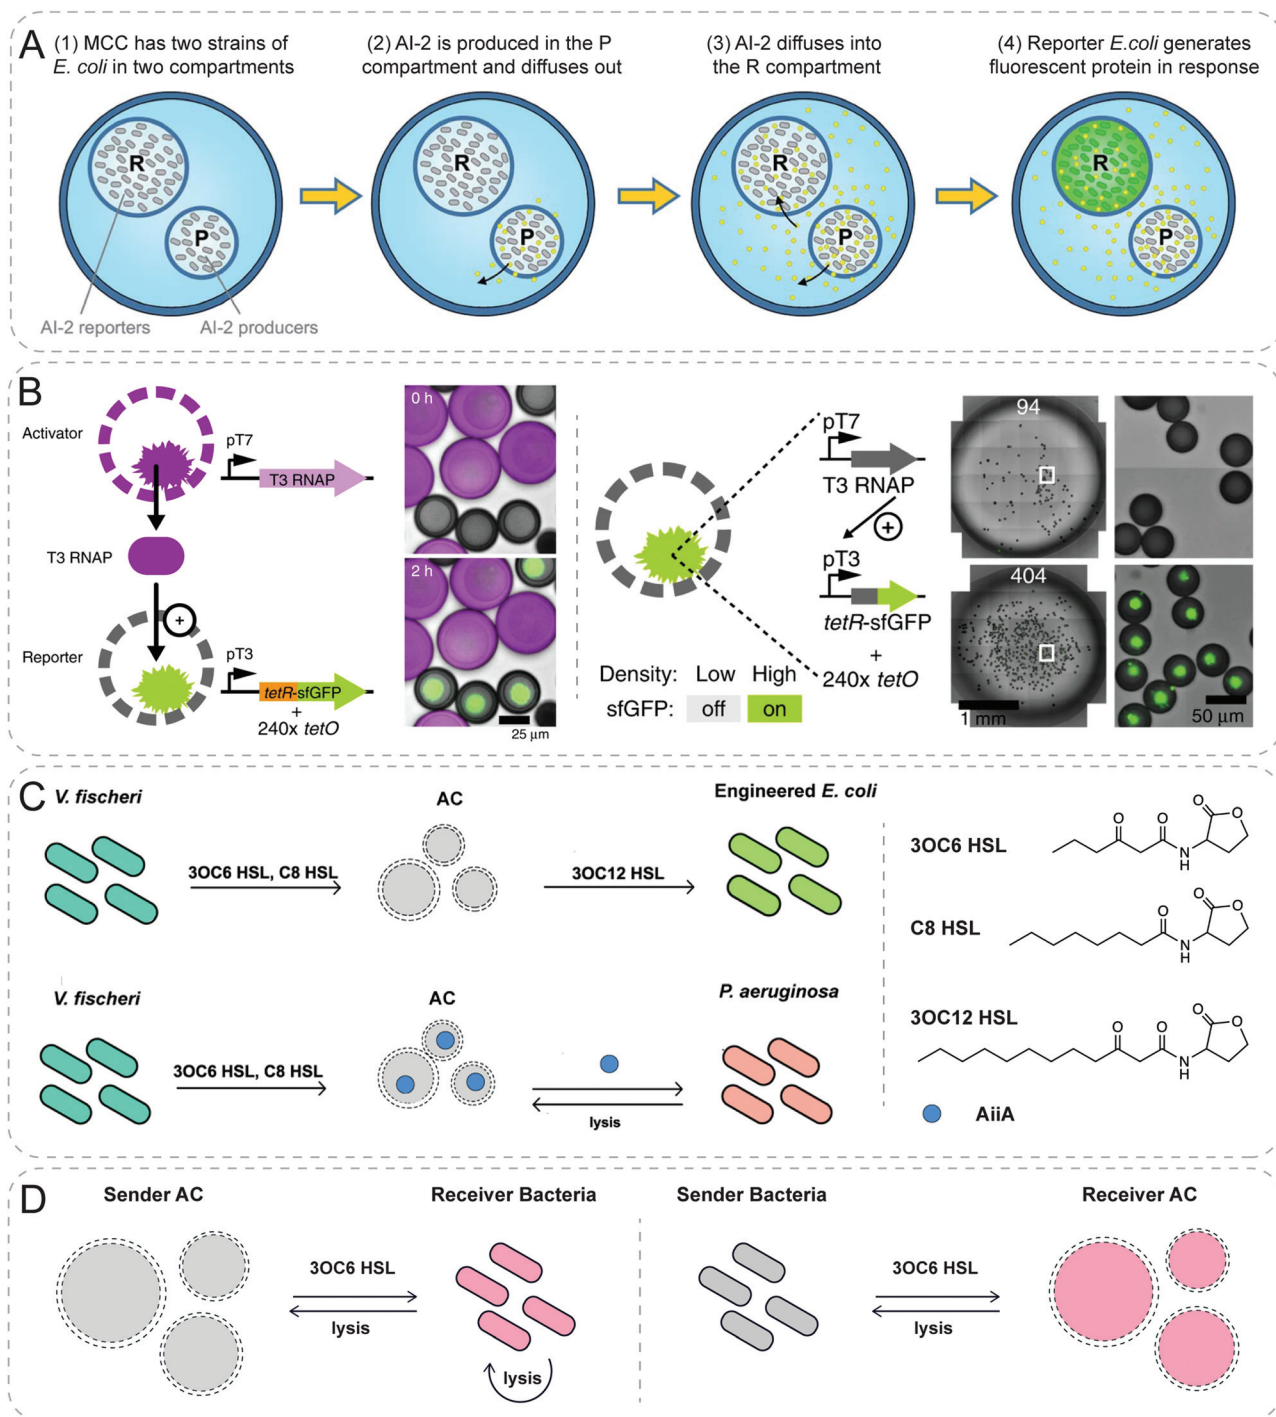 A
(1) MCC has two strains of
E. coli in two compartments
(2) AI-2 is produced in the P
compartment and diffuses out
(3) AI-2 diffuses into
the R compartment
(4) Reporter E.coli generates
fluorescent protein in response
R
P
R
P
R
P
R
P
AI-2 reporters
AI-2 producers
B
Activator
pT7
T3 RNAP
T3 RNAP
Reporter
pT3
tetR-sfGFP
+
240x tetO
0 h
2 h
25 μm
pT7
T3 RNAP
+
pT3
tetR-sfGFP
+
240x tetO
Density: Low High
sfGFP: off on
94
404
1 mm
50 μm
C
V. fischeri
3OC6 HSL, C8 HSL
AC
3OC12 HSL
Engineered E. coli
V. fischeri
3OC6 HSL, C8 HSL
AC
lysis
P. aeruginosa
3OC6 HSL
O
O
O
O
N
H
C8 HSL
O
O
O
N
H
3OC12 HSL
O
O
O
O
N
H
AiiA
D
Sender AC
3OC6 HSL
lysis
Receiver Bacteria
lysis
Sender Bacteria
3OC6 HSL
lysis
Receiver AC